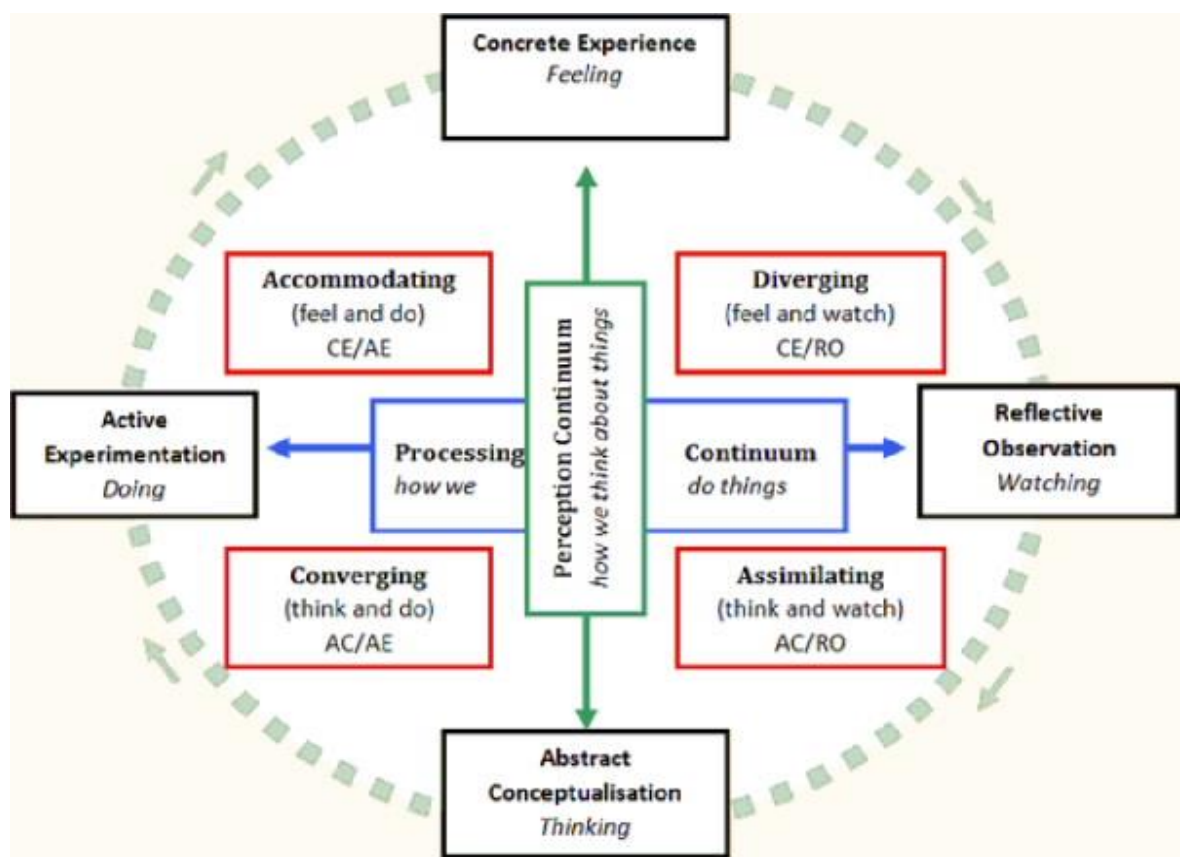 Concrete Experience
Feeling
Accommodating
(feel and do)
CE/AE
Diverging
(feel and watch)
CE/RO
Active
Experimentation
Doing
Processing
how we
Perception Continuum
how we think about things
Continuum
do things
Reflective
Observation
Watching
Converging
(think and do)
AC/AE
Assimilating
(think and watch)
AC/RO
Abstract
Conceptualisation
Thinking